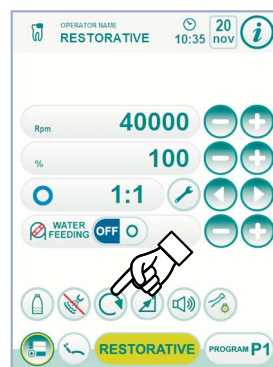 OPERATOR NAME
RESTORATIVE
10:35
20
nov
i
Rpm
40000
%
100
1:1
WATER
FEEDING
OFF
RESTORATIVE
PROGRAM P1